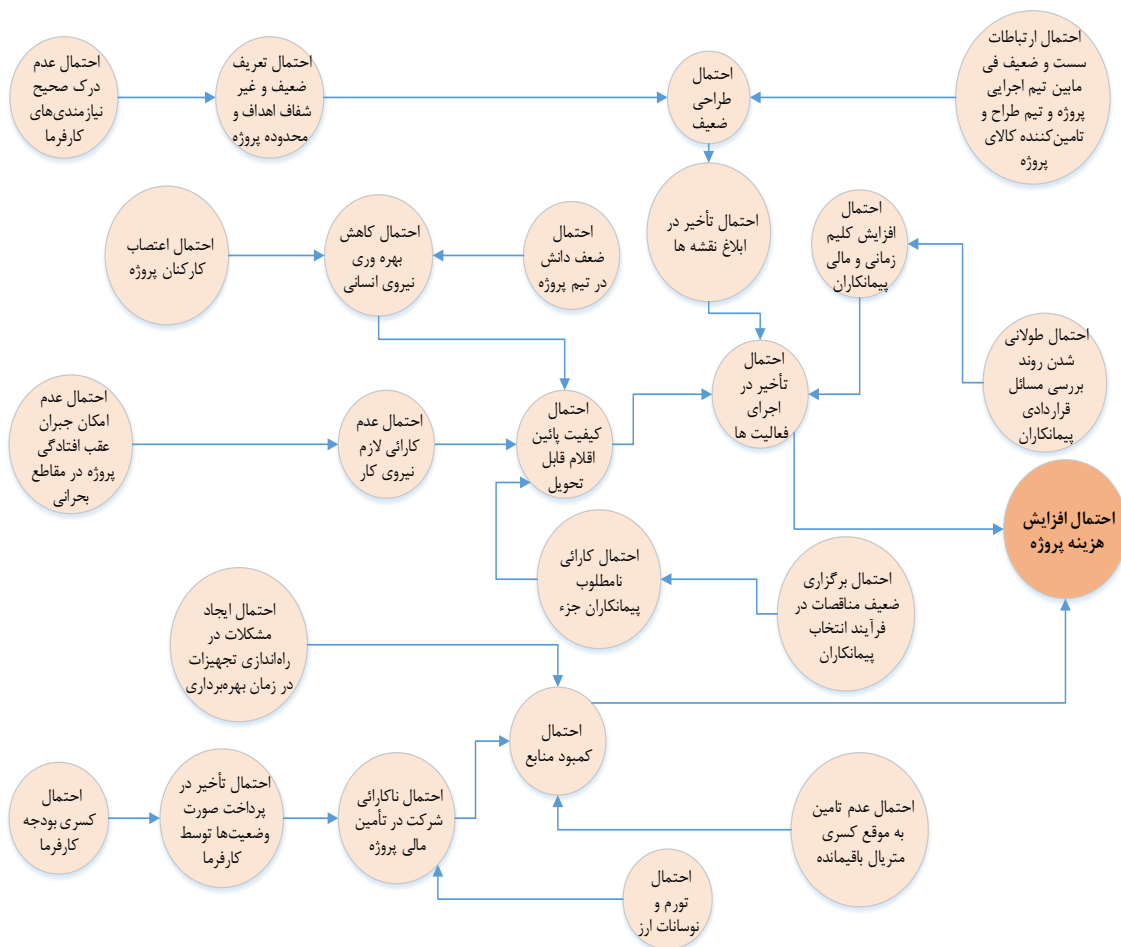 احتمال عدم
درک صحیح
نیازمندی‌های
کارفرما
احتمال تعریف
ضعیف و غیر
شفاف اهداف و
محدوده پروژه
احتمال
طراحی
ضعیف
احتمال ارتباطات
سست و ضعیف فی
مابین تیم اجرایی
پروژه و تیم طراح و
تامین‌کننده کالای
پروژه
احتمال اعتصاب
کارکنان پروژه
احتمال کاهش
بهره وری
نیروی انسانی
احتمال
ضعف دانش
در تیم پروژه
احتمال تأخیر در
ابلاغ نقشه ها
احتمال
افزایش کلیم
زمانی و مالی
پیمانکاران
احتمال طولانی
شدن روند
بررسی مسائل
قراردادی
پیمانکاران
احتمال عدم
امکان جبران
عقب افتادگی
پروژه در مقاطع
بحرانی
احتمال عدم
کارائی لازم
نیروی کار
احتمال
کیفیت پائین
اقلام قابل
تحویل
احتمال
تأخیر در
اجرای
فعالیت ها
احتمال افزایش
هزینه پروژه
احتمال کارائی
نامطلوب
پیمانکاران جزء
احتمال برگزاری
ضعیف مناقصات در
فرآیند انتخاب
پیمانکاران
احتمال ایجاد
مشکلات در
راه‌اندازی تجهیزات
در زمان بهره‌برداری
احتمال
کمبود منابع
احتمال
کسری بودجه
کارفرما
احتمال تأخیر در
پرداخت صورت
وضعیت‌ها توسط
کارفرما
احتمال ناکارائی
شرکت در تأمین
مالی پروژه
احتمال عدم تامین
به موقع کسری
متریال باقیمانده
احتمال
تورم و
نوسانات ارز